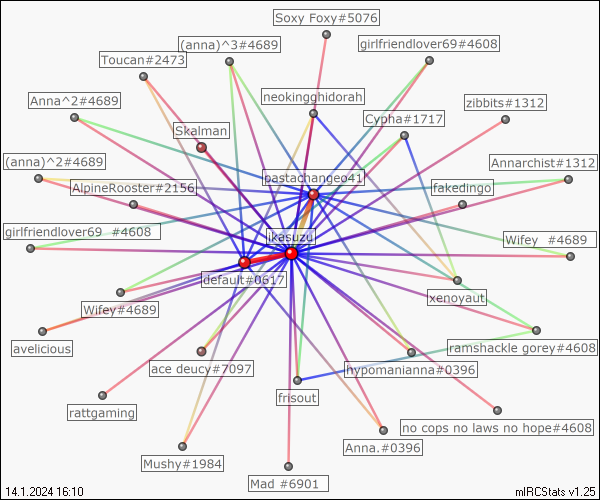 Soxy Foxy#5076
(anna)^3#4689
girlfriendlover69#4608
Toucan#2473
neokingghidorah
Anna^2#4689
zibbits#1312
Cypha#1717
Skalman
(anna)^2#4689
Annarchist#1312
pastachangeo41
AlpineRooster#2156
fakedingo
girlfriendlover69 #4608
ikasuzu
Wifey #4689
default#0617
xenoyaut
Wifey#4689
avelicious
ramshackle gorey#4608
ace deucy#7097
hypomanianna#0396
frisout
rattgaming
no cops no laws no hope#4608
Anna.#0396
Mushy#1984
Mad #6901
14.1.2024 16:10
mIRCStats v1.25